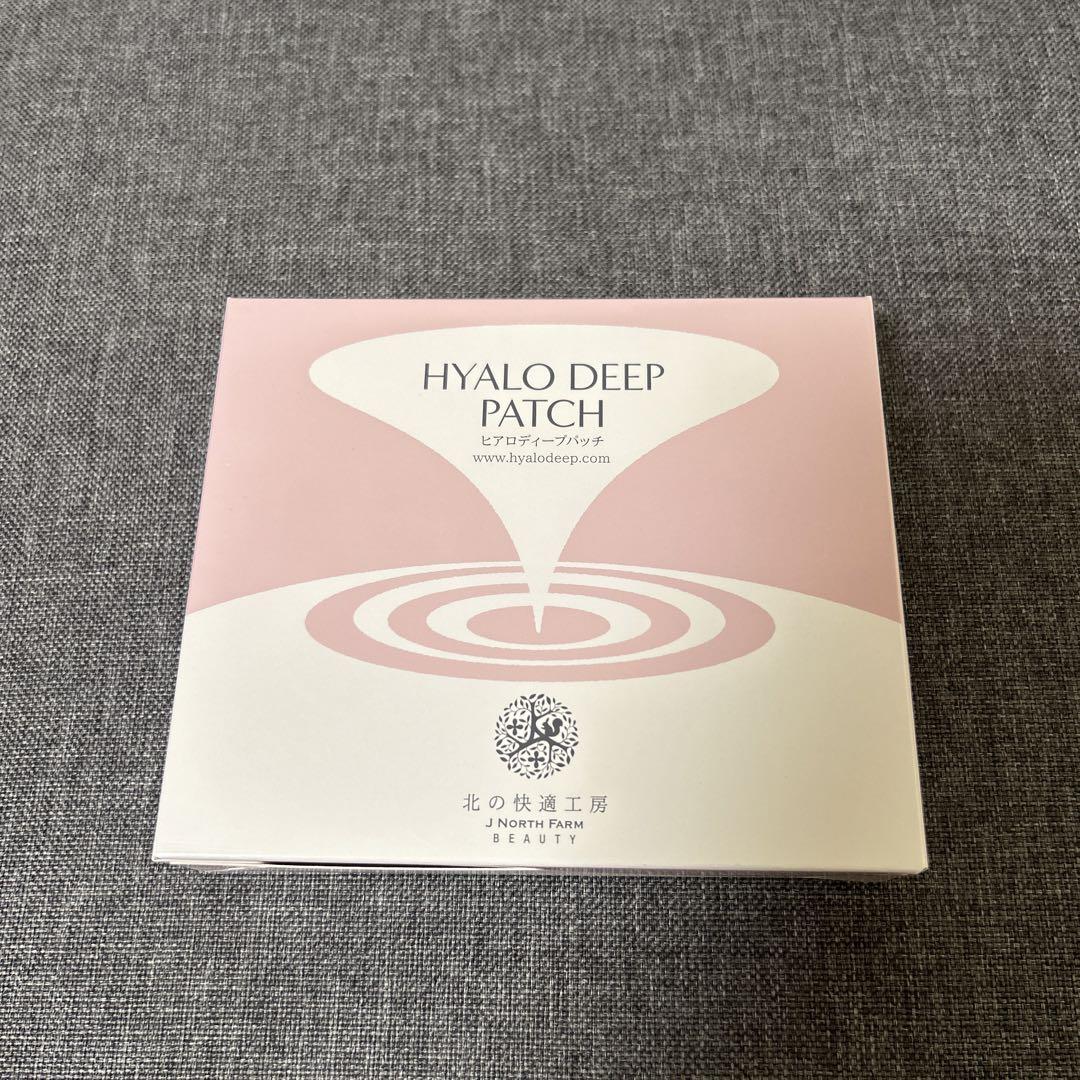 HYALO DEEP
PATCH
ヒアロディープパッチ
www.hyalodeep.com
北の快適工房
J NORTH FARM
BEAUTY